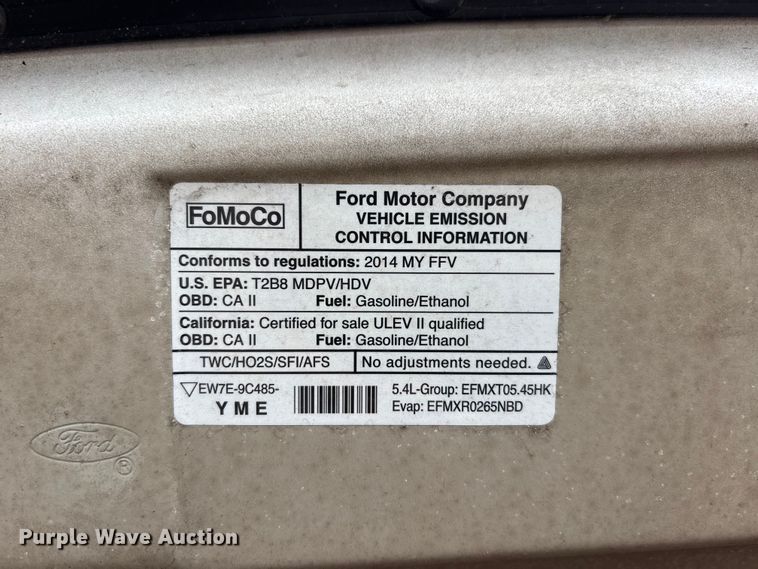 FoMoCo
Ford Motor Company
VEHICLE EMISSION
CONTROL INFORMATION
Conforms to regulations: 2014 MY FFV
U.S. EPA: T2B8 MDPV/HDV
OBD: CA II Fuel: Gasoline/Ethanol
California: Certified for sale ULEV II qualified
OBD: CA II Fuel: Gasoline/Ethanol
TWC/HO2S/SFI/AFS No adjustments needed.
EW7E-9C485- 5.4L-Group: EFMXT05.45HK
Y M E Evap: EFMXR0265NBD
Ford ®
Purple Wave Auction